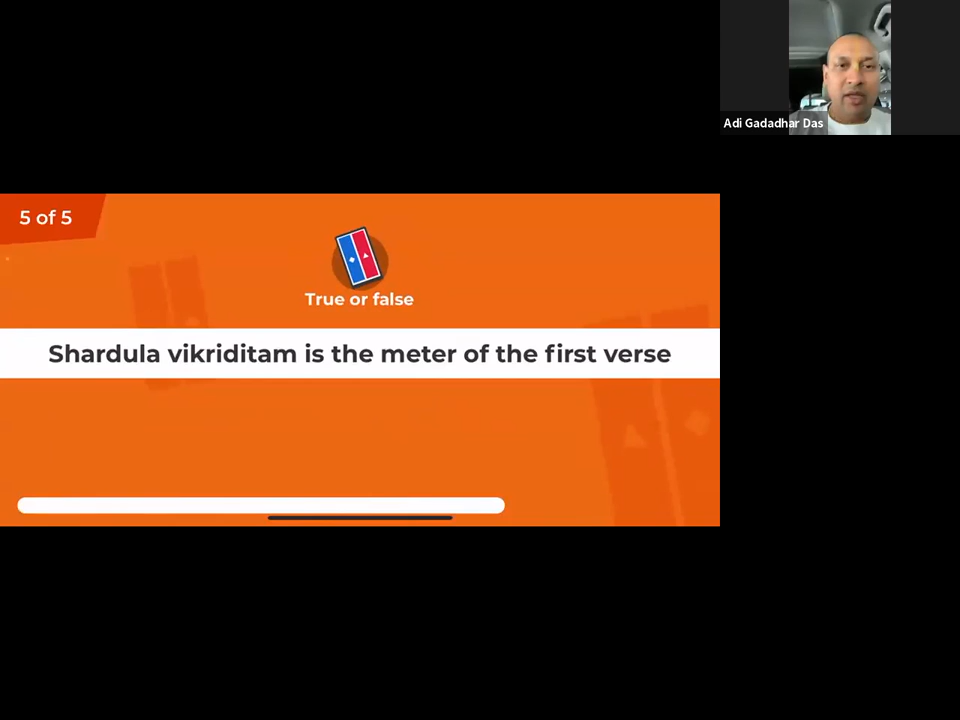 Adi Gadadhar Das
5 of 5
True or false
Shardula vikriditam is the meter of the first verse